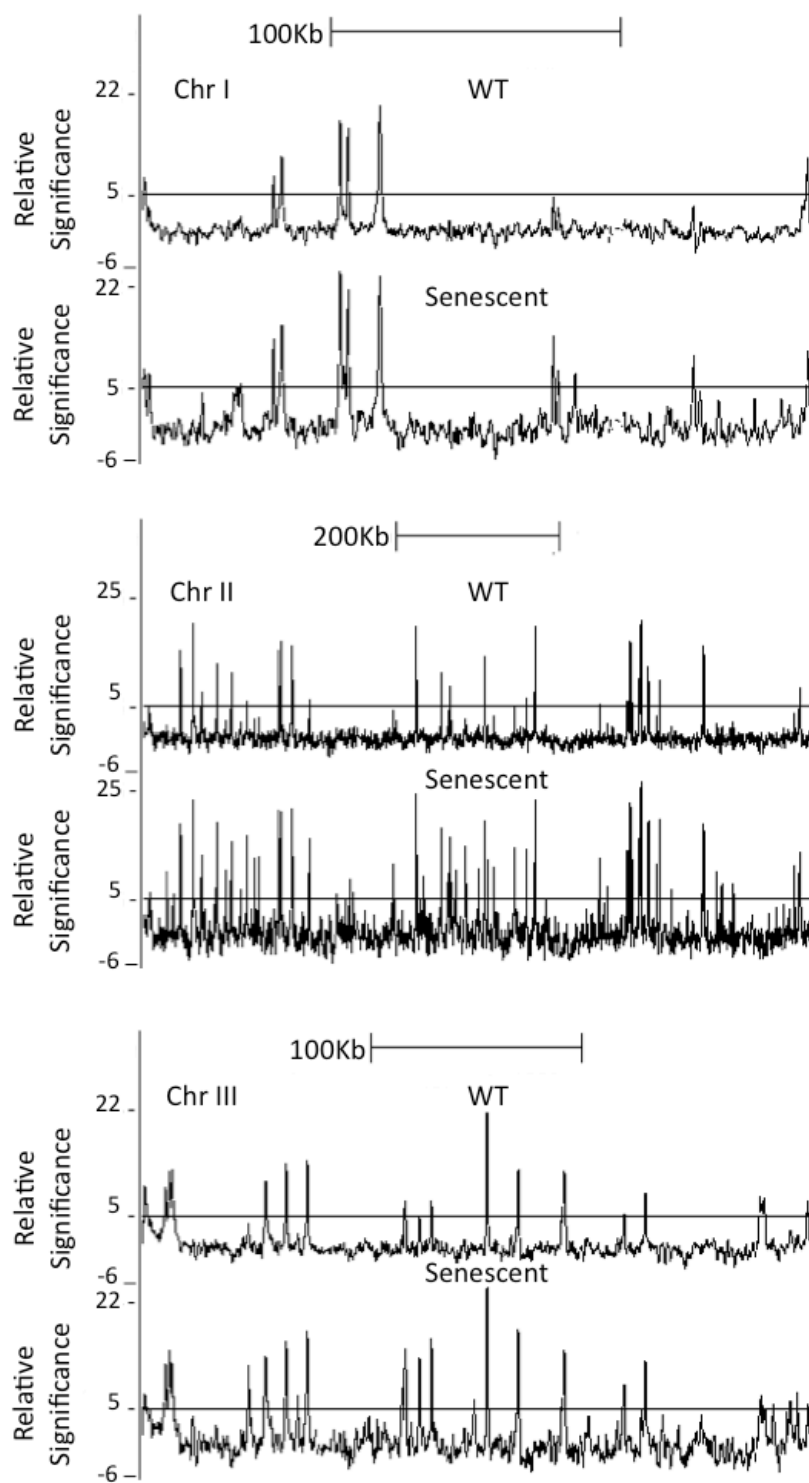 100Kb
22
Chr I
WT
Relative
Significance
5
-6
22
Senescent
Relative
Significance
5
-6
200Kb
25
Chr II
WT
Relative
Significance
5
-6
25
Senescent
Relative
Significance
5
-6
100Kb
Chr III
WT
22
Relative
Significance
5
-6
22
Senescent
Relative
Significance
5
-6